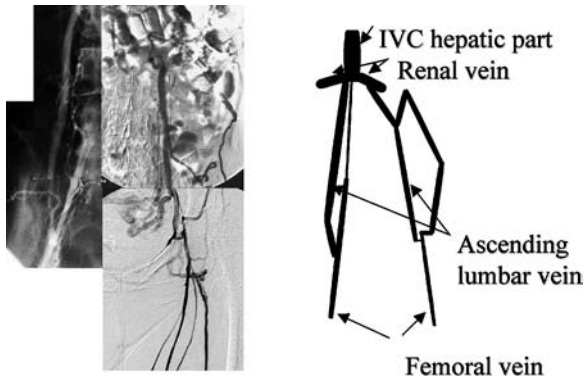 IVC hepatic part
Renal vein
Ascending
lumbar vein
Femoral vein